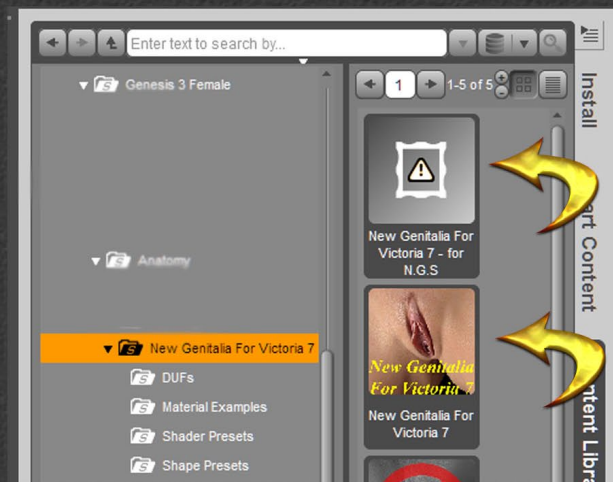 Enter text to search by...
Genesis 3 Female
Anatomy
New Genitalia For Victoria 7
DUFs
Material Examples
Shader Presets
Shape Presets
1
1-5 of 5
New Genitalia For
Victoria 7 - for
N.G.S
New Genitalia
For Victoria 7
New Genitalia For
Victoria 7
Install
art Content
ntent Libra